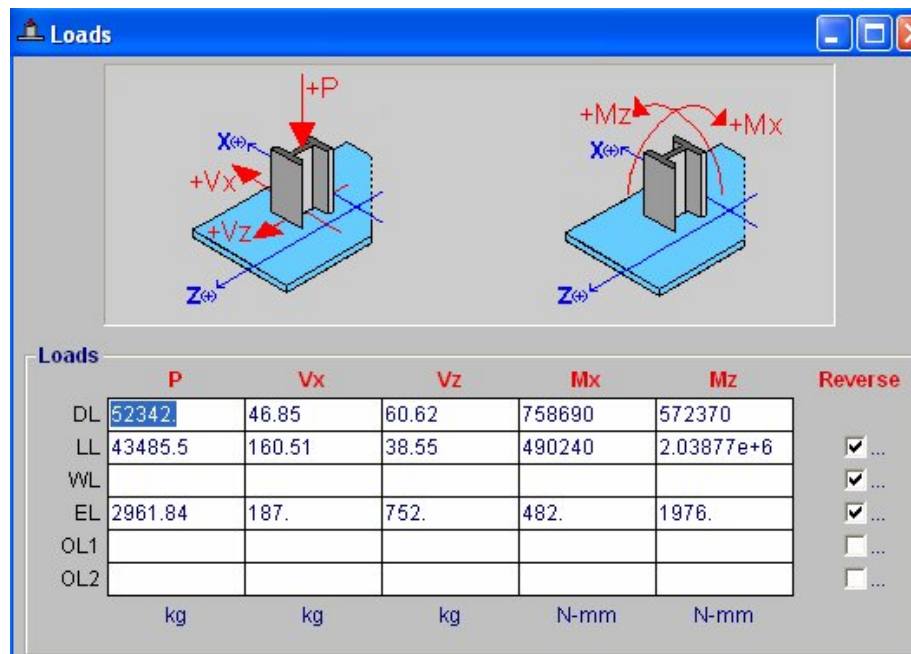 Loads
+P
X(+)
+Vx
+Vz
Z(+)
+Mz
+Mx
X(+)
Z(+)
Loads
P Vx Vz Mx Mz Reverse
DL 52342. 46.85 60.62 758690 572370
LL 43485.5 160.51 38.55 490240 2.03877e+6 ...
WL ...
EL 2961.84 187. 752. 482. 1976. ...
OL1 ...
OL2 ...
kg kg kg N-mm N-mm